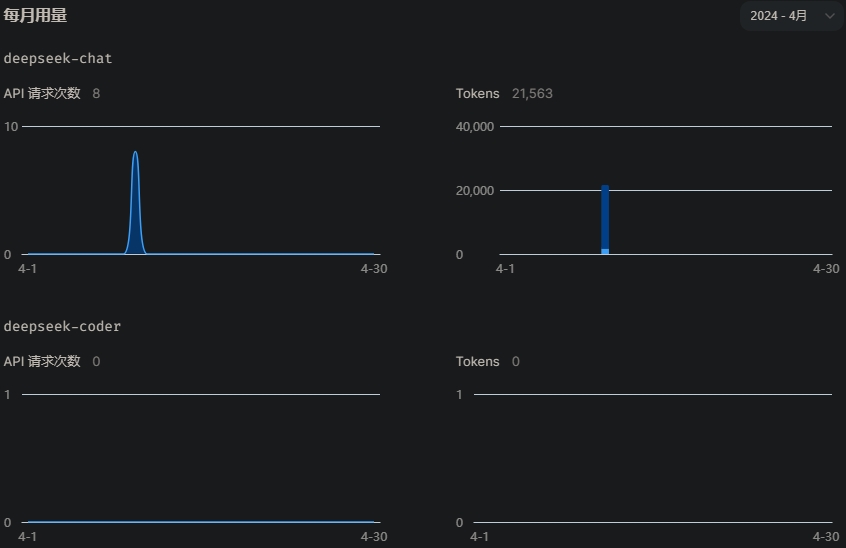 每月用量
2024 - 4月
deepseek-chat
API 请求次数 8
Tokens 21,563
10
0
4-1
4-30
40,000
20,000
0
4-1
4-30
deepseek-coder
API 请求次数 0
Tokens 0
1
0
4-1
4-30
1
0
4-1
4-30